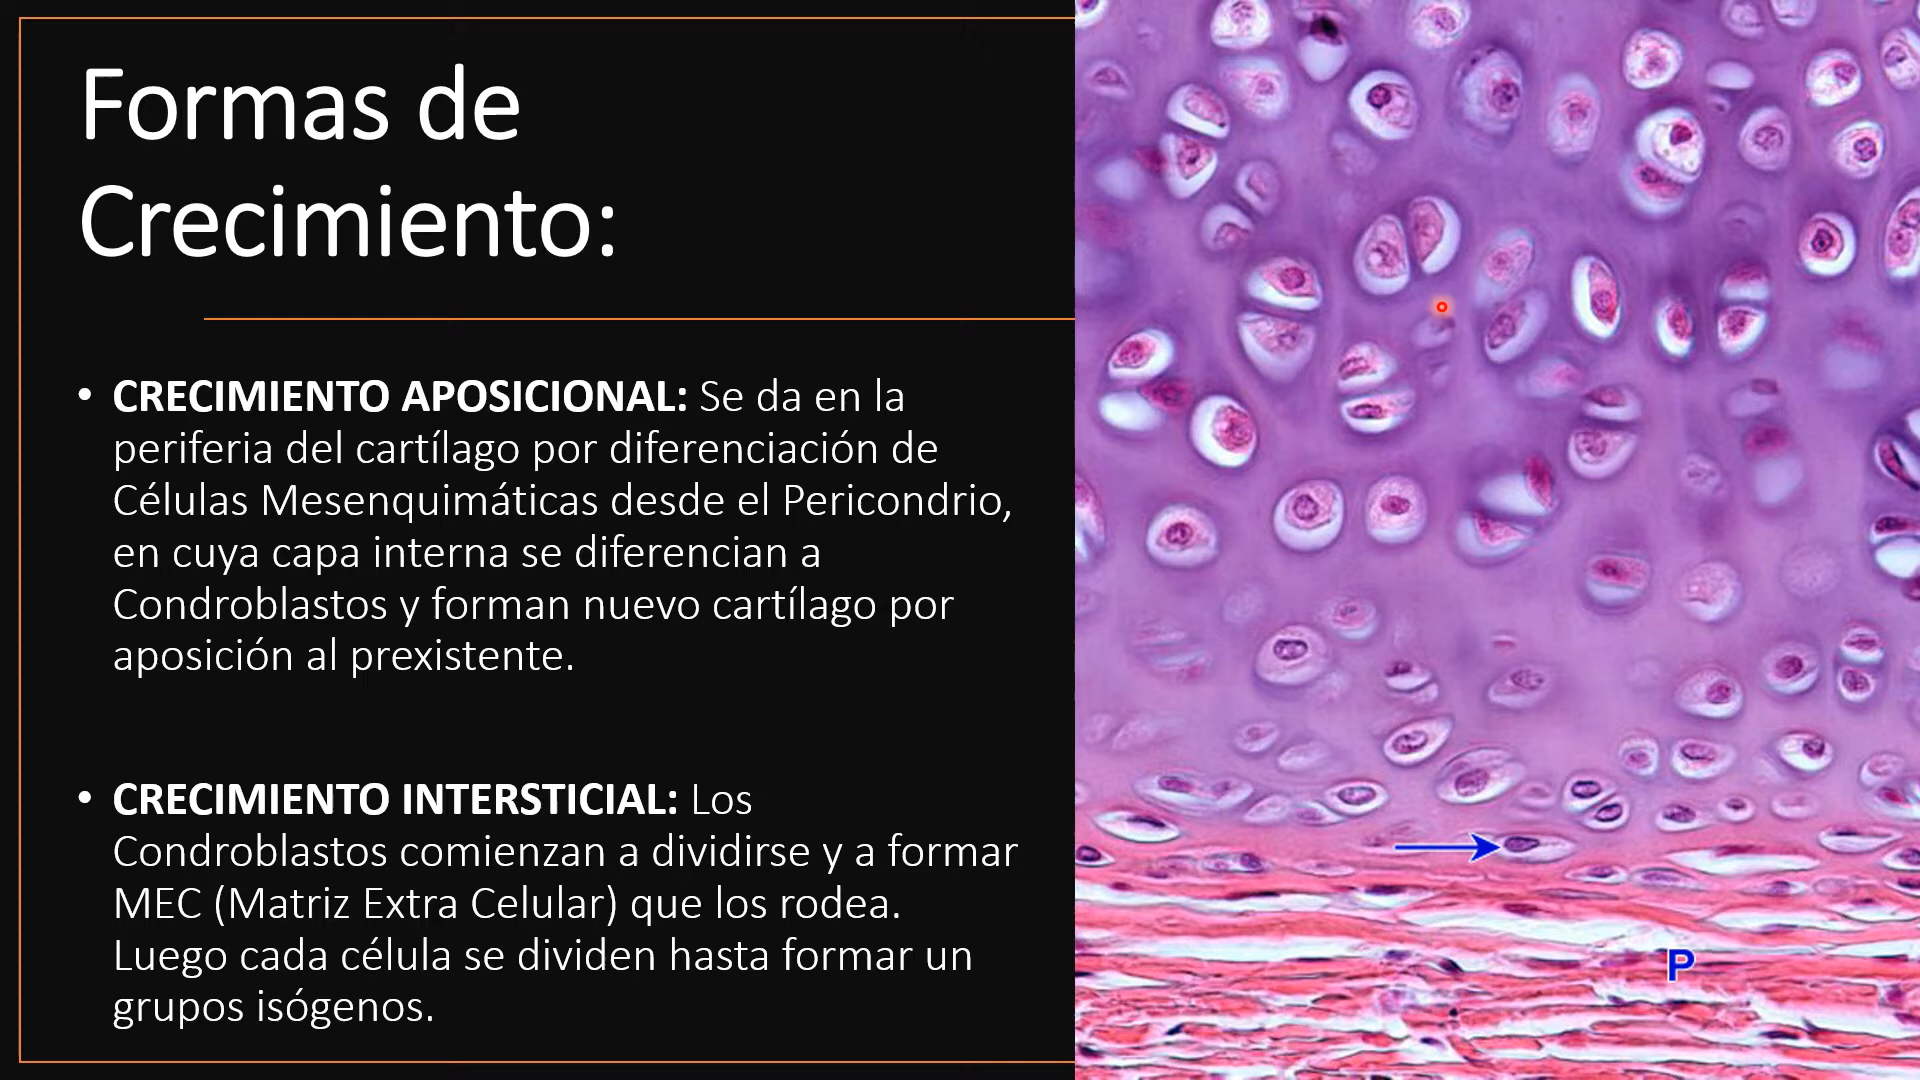 Formas de
Crecimiento:
• CRECIMIENTO APOSICIONAL: Se da en la
periferia del cartílago por diferenciación de
Células Mesenquimáticas desde el Pericondrio,
en cuya capa interna se diferencian a
Condroblastos y forman nuevo cartílago por
aposición al prexistente.
• CRECIMIENTO INTERSTICIAL: Los
Condroblastos comienzan a dividirse y a formar
MEC (Matriz Extra Celular) que los rodea.
Luego cada célula se dividen hasta formar un
grupos isógenos.
P